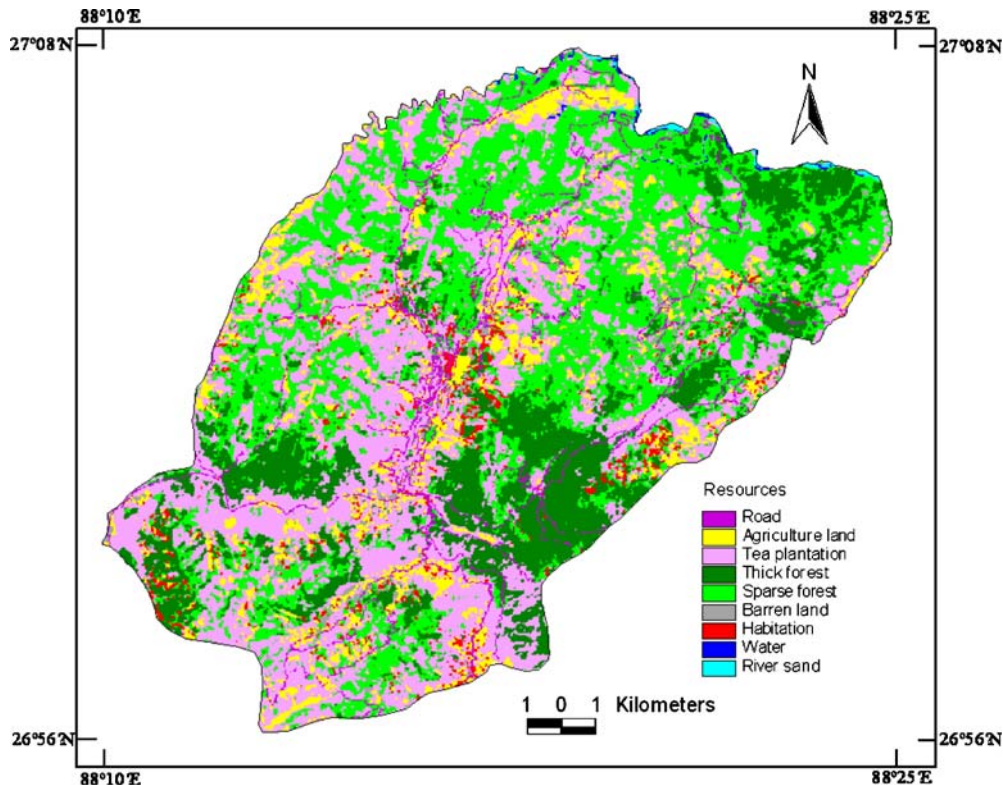 88°10'E 88°25'E
27°08'N 27°08'N
N
Resources
Road
Agriculture land
Tea plantation
Thick forest
Sparse forest
Barren land
Habitation
Water
River sand
1 0 1 Kilometers
26°56'N 26°56'N
88°10'E 88°25'E